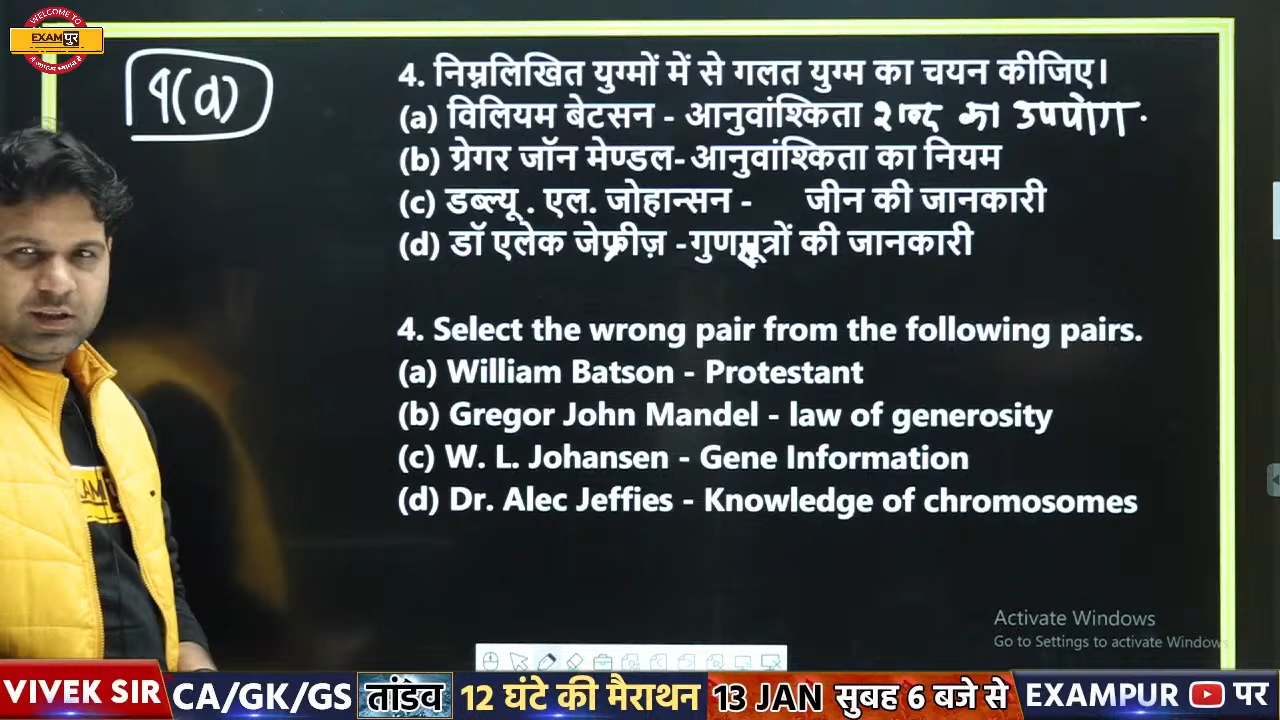 WELCOME TO
EXAMपुर
4(d)
4. निम्नलिखित युग्मों में से गलत युग्म का चयन कीजिए।
(a) विलियम बेटसन - आनुवांश्किता शब्द का उपयोग.
(b) ग्रेगर जॉन मेण्डल- आनुवांश्किता का नियम
(c) डब्ल्यू . एल. जोहान्सन - जीन की जानकारी
(d) डॉ एलेक जेफ्रीज़ -गुणसूत्रों की जानकारी
4. Select the wrong pair from the following pairs.
(a) William Batson - Protestant
(b) Gregor John Mandel - law of generosity
(c) W. L. Johansen - Gene Information
(d) Dr. Alec Jeffies - Knowledge of chromosomes
Activate Windows
Go to Settings to activate Windows.
VIVEK SIR CA/GK/GS तांडव 12 घंटे की मैराथन 13 JAN सुबह 6 बजे से EXAMPUR पर